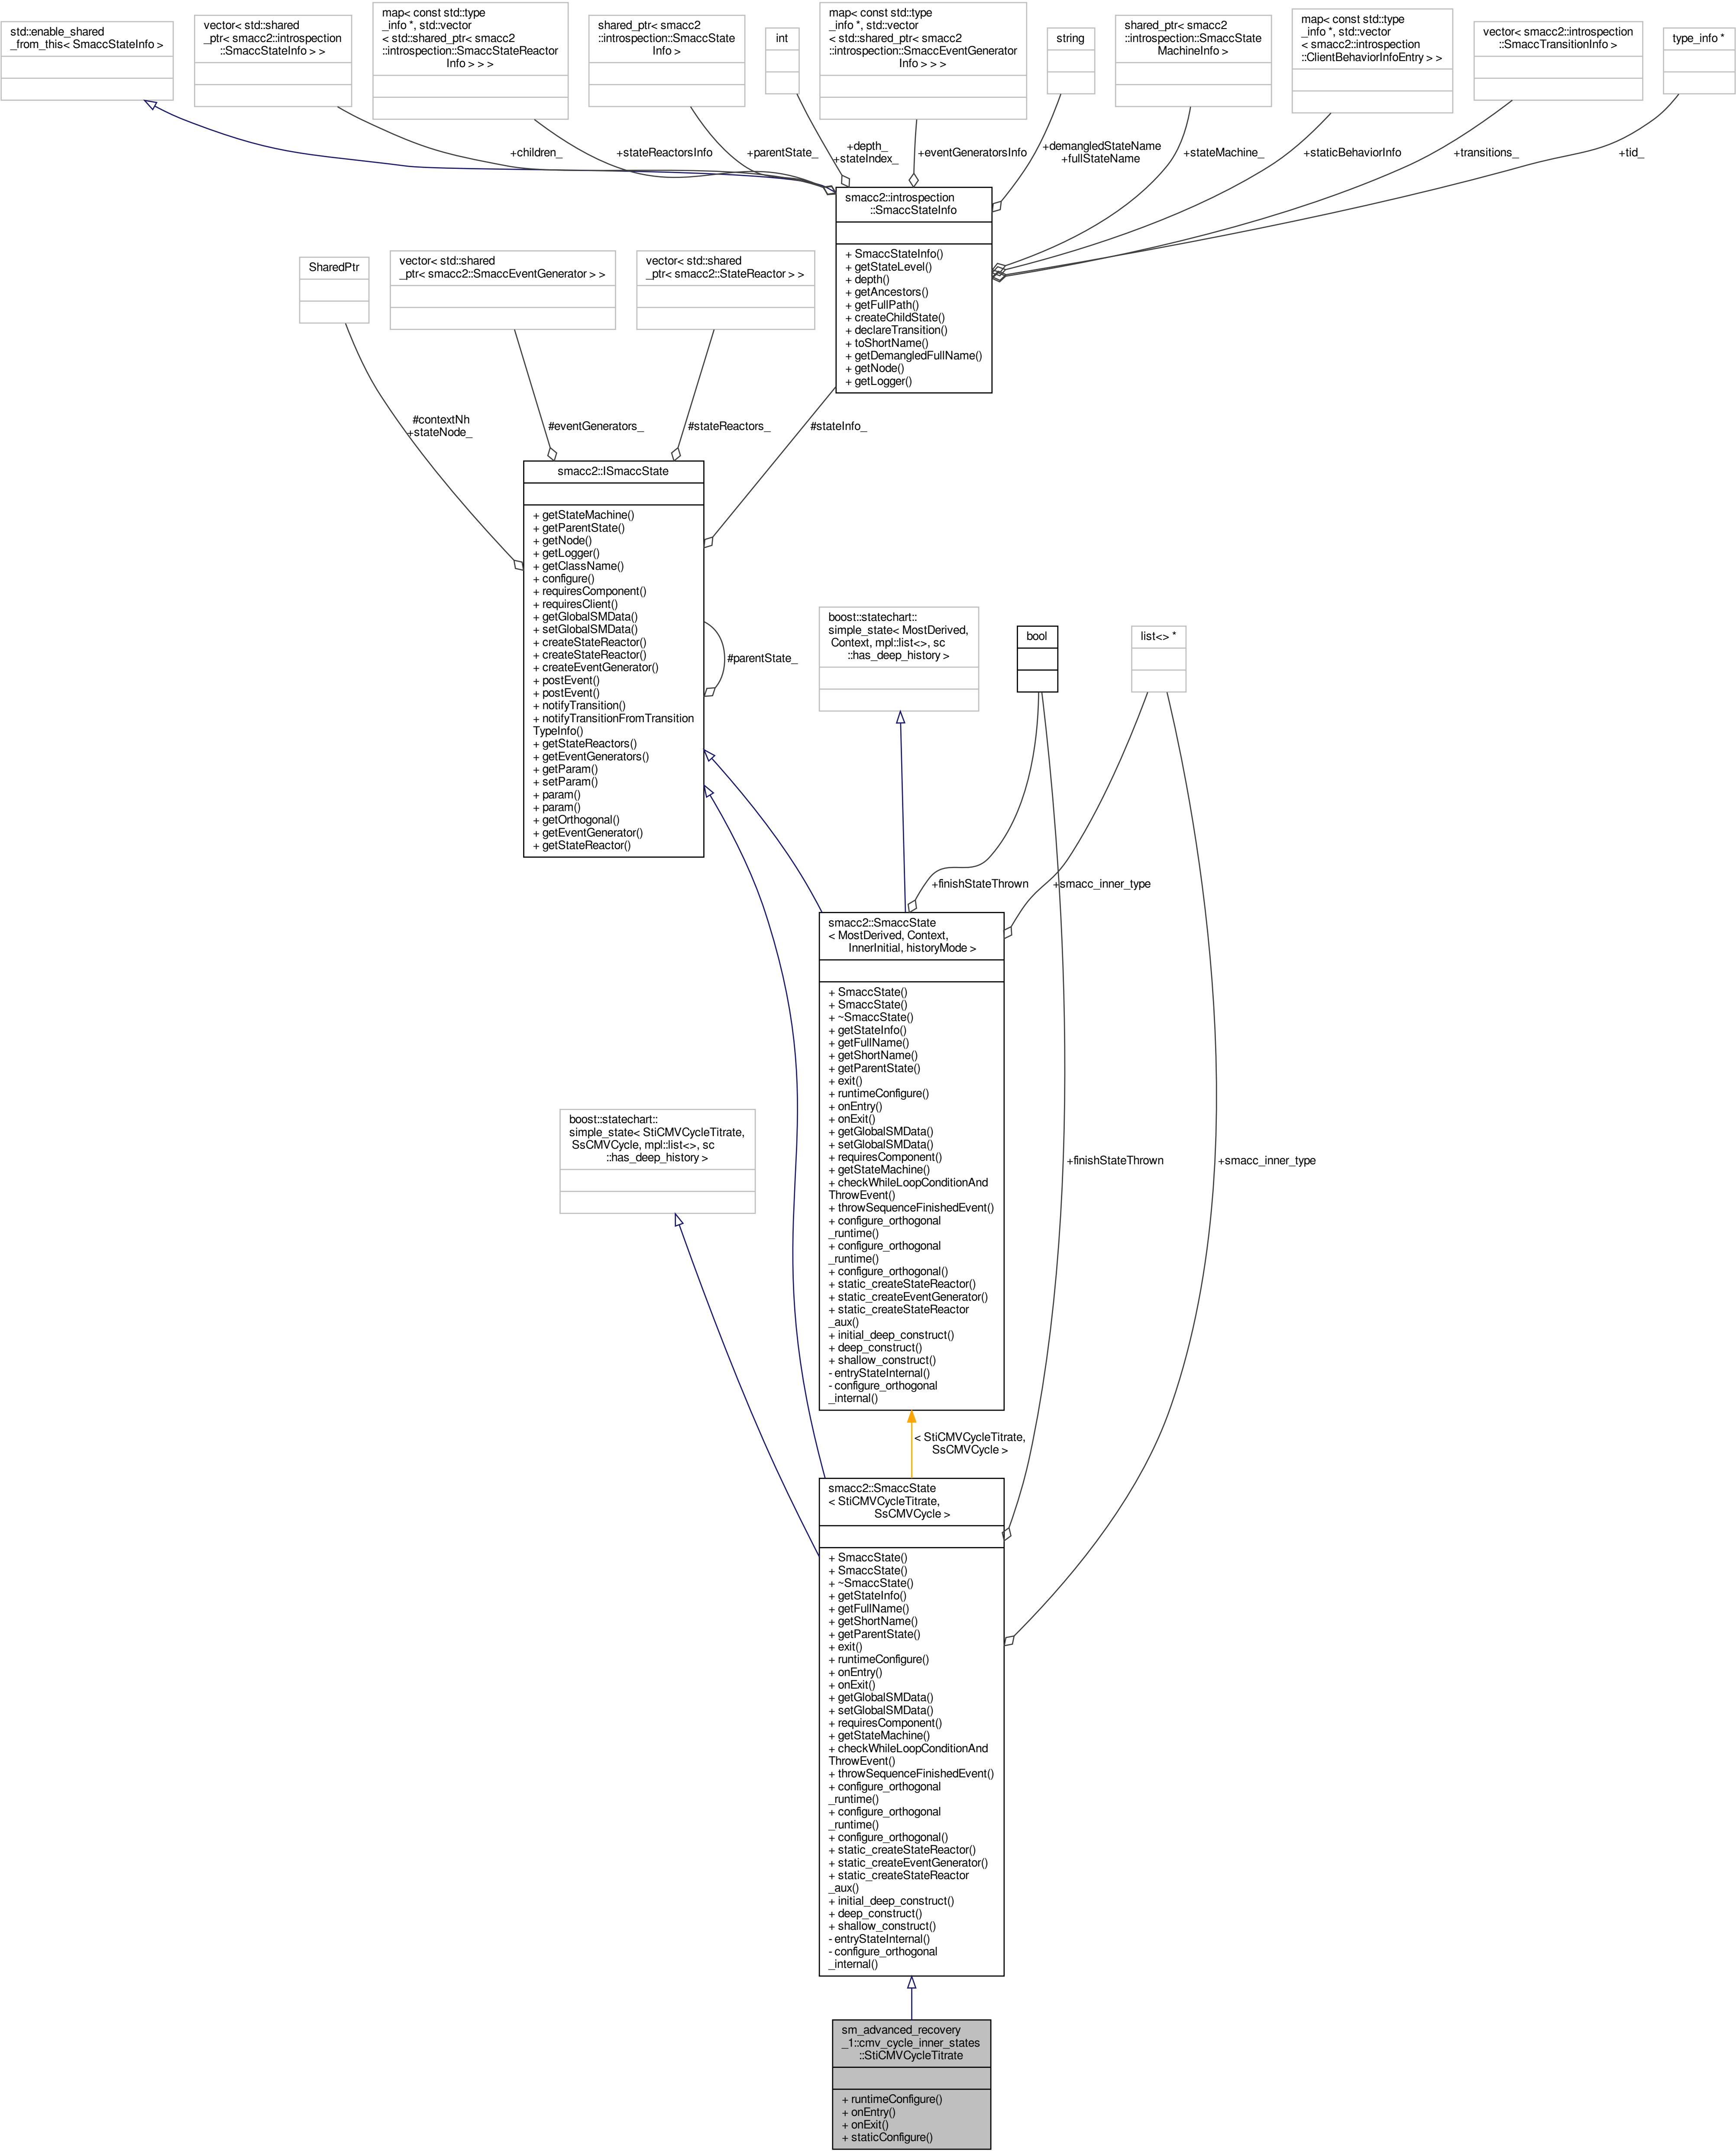 std::enable_shared
_from_this< SmaccStateInfo >
vector< std::shared
_ptr< smacc2::introspection
::SmaccStateInfo > >
map< const std::type
_info *, std::vector
< std::shared_ptr< smacc2
::introspection::SmaccStateReactor
Info > > >
shared_ptr< smacc2
::introspection::SmaccState
Info >
int
map< const std::type
_info *, std::vector
< std::shared_ptr< smacc2
::introspection::SmaccEventGenerator
Info > > >
string
shared_ptr< smacc2
::introspection::SmaccState
MachineInfo >
map< const std::type
_info *, std::vector
< smacc2::introspection
::ClientBehaviorInfoEntry > >
vector< smacc2::introspection
::SmaccTransitionInfo >
type_info *
+children_
+stateReactorsInfo
+parentState_
+depth_
+stateIndex_
+eventGeneratorsInfo
+demangledStateName
+fullStateName
+stateMachine_
+staticBehaviorInfo
+transitions_
+tid_
smacc2::introspection
::SmaccStateInfo
+ SmaccStateInfo()
+ getStateLevel()
+ depth()
+ getAncestors()
+ getFullPath()
+ createChildState()
+ declareTransition()
+ toShortName()
+ getDemangledFullName()
+ getNode()
+ getLogger()
SharedPtr
vector< std::shared
_ptr< smacc2::SmaccEventGenerator > >
vector< std::shared
_ptr< smacc2::StateReactor > >
#contextNh
+stateNode_
#eventGenerators_
#stateReactors_
#stateInfo_
smacc2::ISmaccState
+ getStateMachine()
+ getParentState()
+ getNode()
+ getLogger()
+ getClassName()
+ configure()
+ requiresComponent()
+ requiresClient()
+ getGlobalSMData()
+ setGlobalSMData()
+ createStateReactor()
+ createStateReactor()
+ createEventGenerator()
+ postEvent()
+ postEvent()
+ notifyTransition()
+ notifyTransitionFromTransition
TypeInfo()
+ getStateReactors()
+ getEventGenerators()
+ getParam()
+ setParam()
+ param()
+ param()
+ getOrthogonal()
+ getEventGenerator()
+ getStateReactor()
#parentState_
boost::statechart::
simple_state< MostDerived,
Context, mpl::list<>, sc
::has_deep_history >
bool
list<> *
+finishStateThrown
+smacc_inner_type
smacc2::SmaccState
< MostDerived, Context,
InnerInitial, historyMode >
+ SmaccState()
+ SmaccState()
+ ~SmaccState()
+ getStateInfo()
+ getFullName()
+ getShortName()
+ getParentState()
+ exit()
+ runtimeConfigure()
+ onEntry()
+ onExit()
+ getGlobalSMData()
+ setGlobalSMData()
+ requiresComponent()
+ getStateMachine()
+ checkWhileLoopConditionAnd
ThrowEvent()
+ throwSequenceFinishedEvent()
+ configure_orthogonal
_runtime()
+ configure_orthogonal
_runtime()
+ configure_orthogonal()
+ static_createStateReactor()
+ static_createEventGenerator()
+ static_createStateReactor
_aux()
+ initial_deep_construct()
+ deep_construct()
+ shallow_construct()
- entryStateInternal()
- configure_orthogonal
_internal()
boost::statechart::
simple_state< StiCMVCycleTitrate,
SsCMVCycle, mpl::list<>, sc
::has_deep_history >
+finishStateThrown
+smacc_inner_type
< StiCMVCycleTitrate,
SsCMVCycle >
smacc2::SmaccState
< StiCMVCycleTitrate,
SsCMVCycle >
+ SmaccState()
+ SmaccState()
+ ~SmaccState()
+ getStateInfo()
+ getFullName()
+ getShortName()
+ getParentState()
+ exit()
+ runtimeConfigure()
+ onEntry()
+ onExit()
+ getGlobalSMData()
+ setGlobalSMData()
+ requiresComponent()
+ getStateMachine()
+ checkWhileLoopConditionAnd
ThrowEvent()
+ throwSequenceFinishedEvent()
+ configure_orthogonal
_runtime()
+ configure_orthogonal
_runtime()
+ configure_orthogonal()
+ static_createStateReactor()
+ static_createEventGenerator()
+ static_createStateReactor
_aux()
+ initial_deep_construct()
+ deep_construct()
+ shallow_construct()
- entryStateInternal()
- configure_orthogonal
_internal()
sm_advanced_recovery
_1::cmv_cycle_inner_states
::StiCMVCycleTitrate
+ runtimeConfigure()
+ onEntry()
+ onExit()
+ staticConfigure()